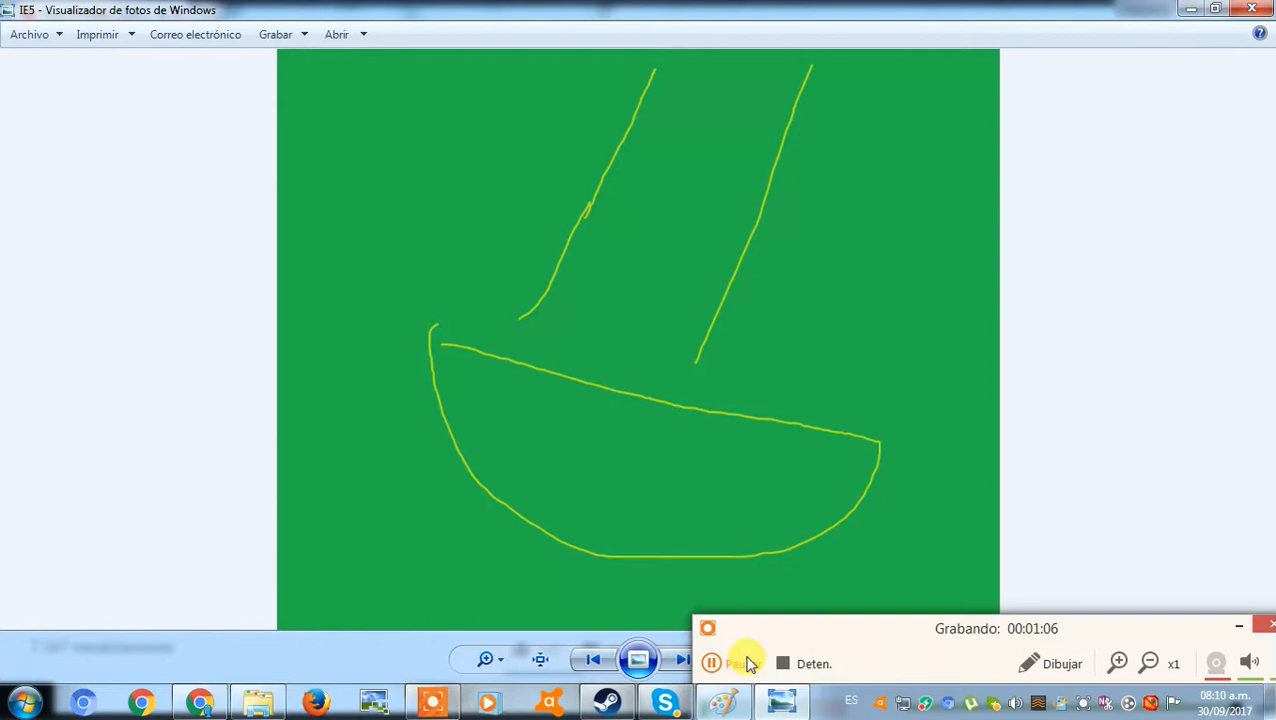 IE5 - Visualizador de fotos de Windows
Archivo Imprimir Correo electrónico Grabar Abrir
Grabando: 00:01:06
Deten. Dibujar x1
ES 08:10 a.m.
30/09/2017